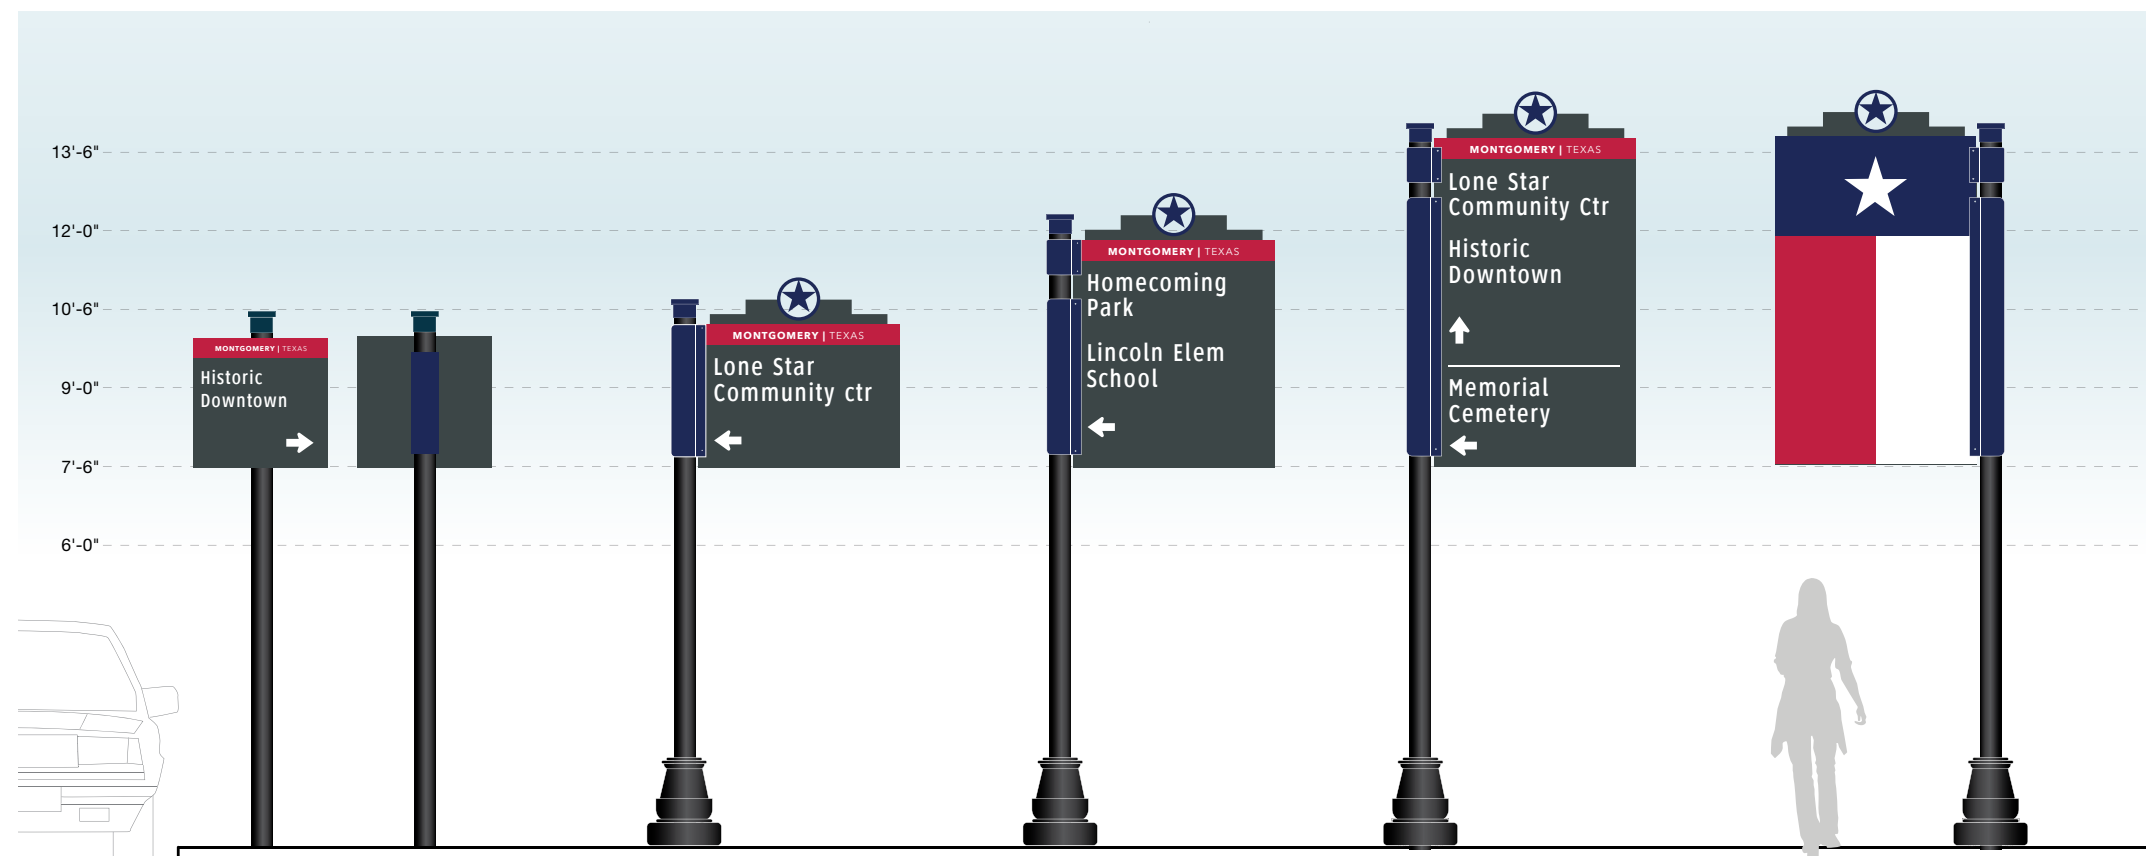 13'-6"
12'-0"
10'-6"
9'-0"
7'-6"
6'-0"
MONTGOMERY | TEXAS
Historic
Downtown
MONTGOMERY | TEXAS
Lone Star
Community ctr
MONTGOMERY | TEXAS
Homecoming
Park
Lincoln Elem
School
MONTGOMERY | TEXAS
Lone Star
Community Ctr
Historic
Downtown
Memorial
Cemetery